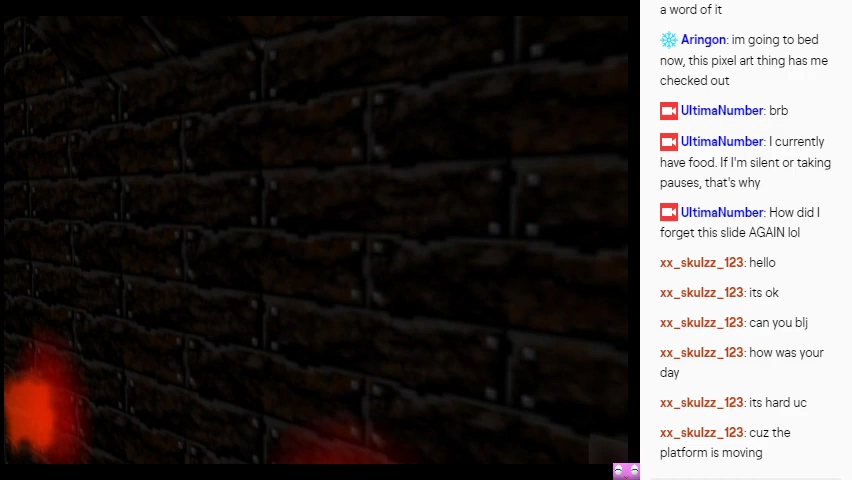 a word of it
Aringon: im going to bed
now, this pixel art thing has me
checked out
UltimaNumber: brb
UltimaNumber: I currently
have food. If I'm silent or taking
pauses, that's why
UltimaNumber: How did I
forget this slide AGAIN lol
xx_skulzz_123: hello
xx_skulzz_123: its ok
xx_skulzz_123: can you blj
xx_skulzz_123: how was your
day
xx_skulzz_123: its hard uc
xx_skulzz_123: cuz the
platform is moving